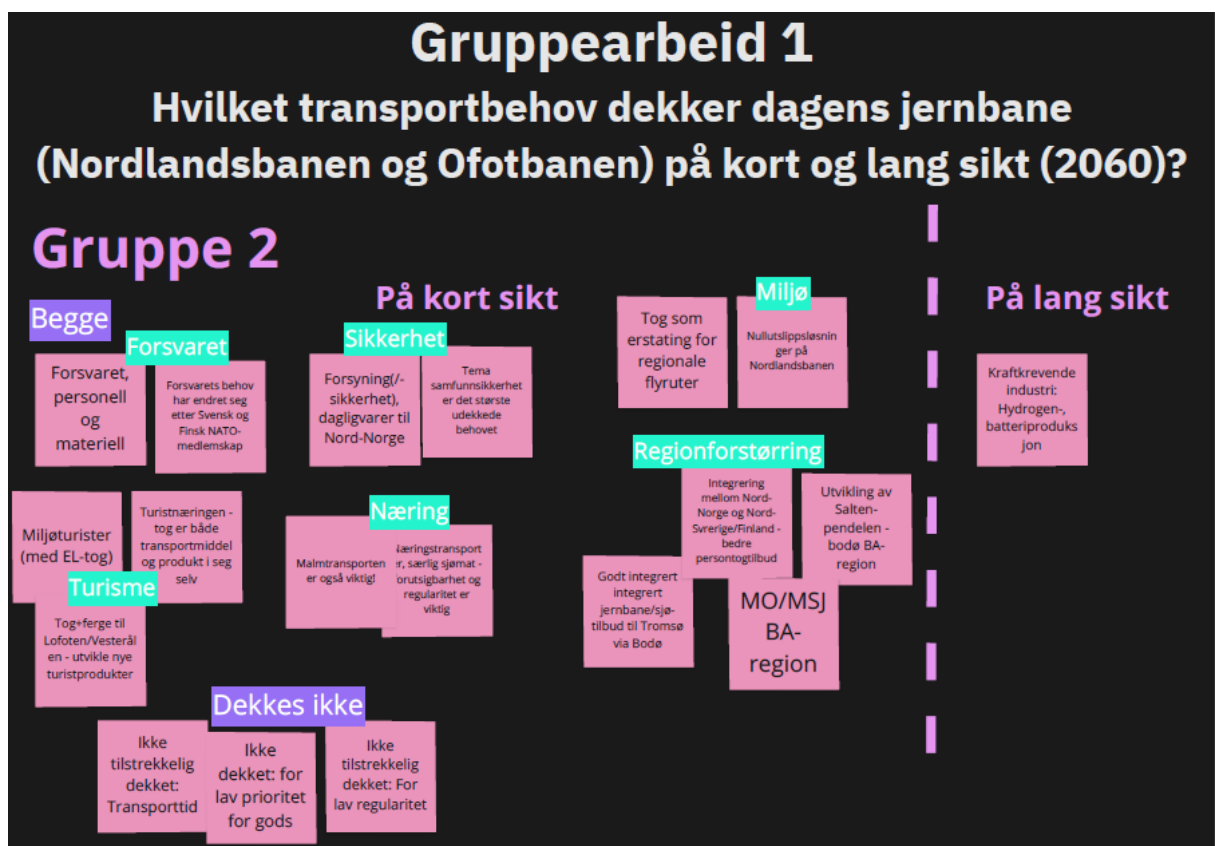 Gruppearbeid 1
Hvilket transportbehov dekker dagens jernbane
(Nordlandsbanen og Ofotbanen) på kort og lang sikt (2060)?
Gruppe 2
På kort sikt
På lang sikt
Begge
Forsvaret
Forsvaret,
personell
og
materiell
Forsvarets behov
har endret seg
etter Svensk og
Finsk NATO-
medlemskap
Sikkerhet
Forsyning(/-
sikkerhet),
dagligvarer til
Nord-Norge
Tema
samfunnsikkerhet
er det største
udekkede
behovet
Tog som
erstating for
regionale
flyruter
Miljø
Nullutslippsløsnin
ger på
Nordlandsbanen
Kraftkrevende
industri:
Hydrogen-,
batteriproduks
jon
Miljøturister
(med EL-tog)
Turistnæringen -
tog er både
transportmiddel
og produkt i seg
selv
Turisme
Tog+ferge til
Lofoten/Vesterål
en - utvikle nye
turistprodukter
Næring
Malmtransporten
er også viktig!
Næringstransport
er, særlig sjømat -
forutsigbarhet og
regularitet er
viktig
Regionforstørring
Integrering
mellom Nord-
Norge og Nord-
Svrerige/Finland -
bedre
persontogtilbud
Utvikling av
Salten-
pendelen -
bodø BA-
region
Godt integrert
integrert
jernbane/sjø-
tilbud til Tromsø
via Bodø
MO/MSJ
BA-
region
Dekkes ikke
Ikke
tilstrekkelig
dekket:
Transporttid
Ikke
dekket: for
lav prioritet
for gods
Ikke
tilstrekkelig
dekket: For
lav regularitet